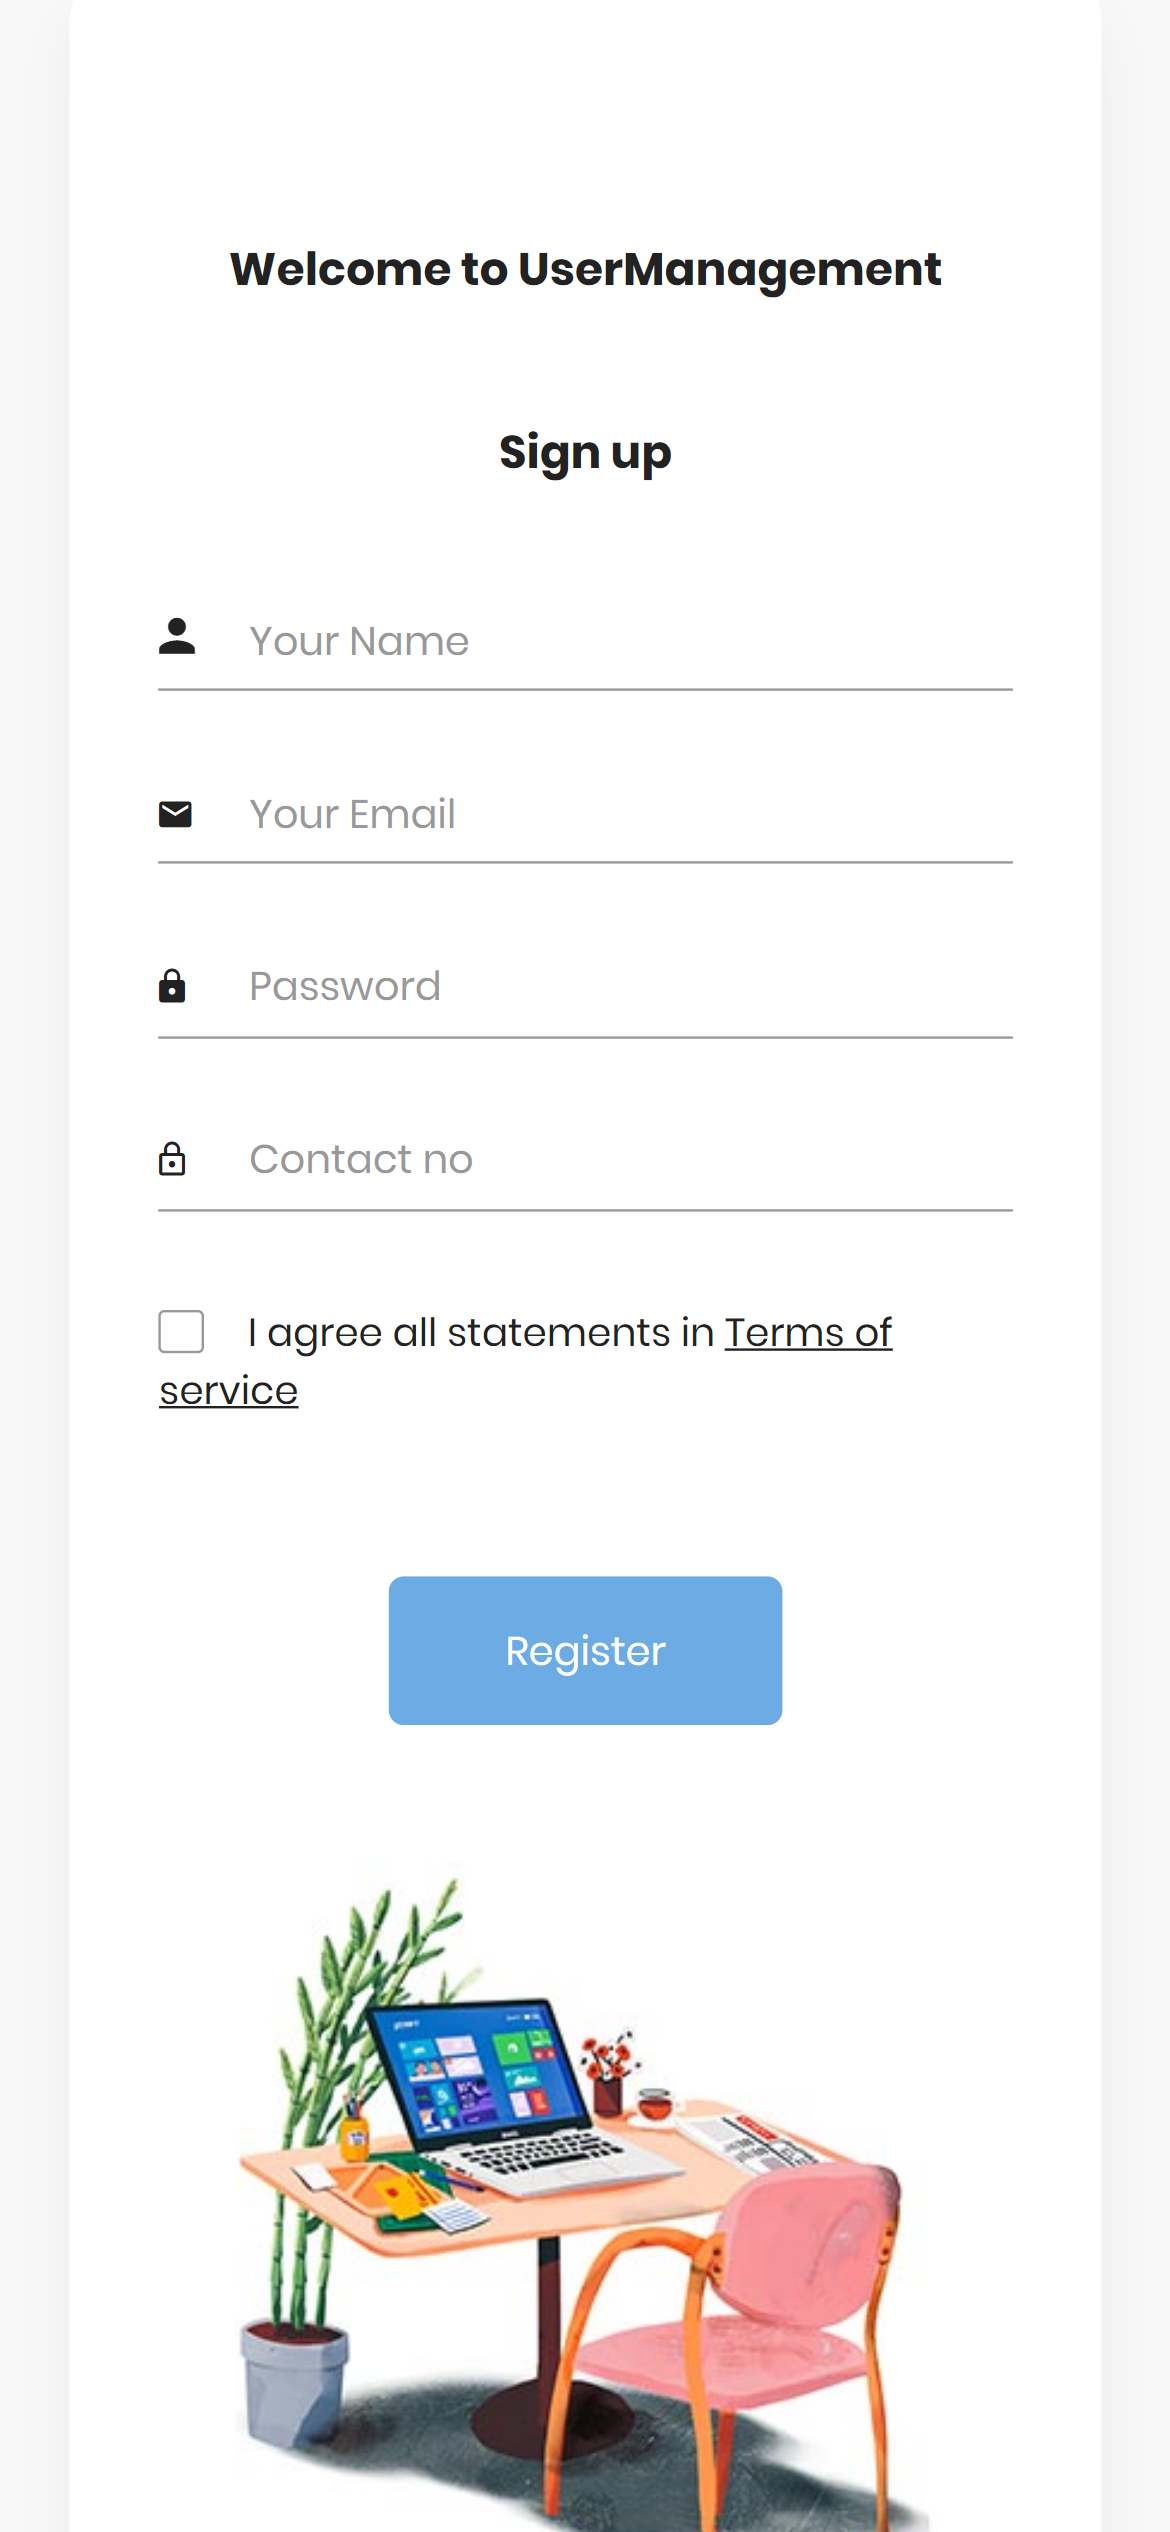 Welcome to UserManagement
Sign up
Your Name
Your Email
Password
Contact no
I agree all statements in Terms of
service
Register